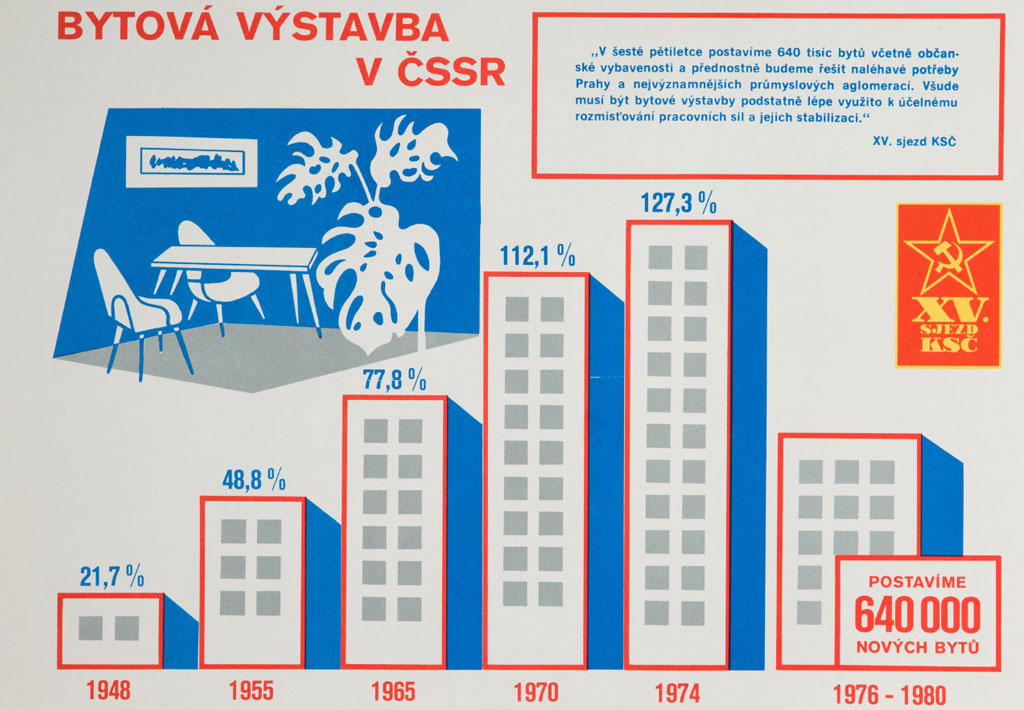 BYTOVÁ VÝSTAVBA
V ČSSR
„V šesté pětiletce postavíme 640 tisíc bytů včetně občan-
ské vybavenosti a přednostně budeme řešit naléhavé potřeby
Prahy a nejvýznamnějších průmyslových aglomerací. Všude
musí být bytové výstavby podstatně lépe využito k účelnému
rozmisťování pracovních sil a jejich stabilizaci.“
XV. sjezd KSČ
127,3 %
112,1 %
77,8 %
48,8 %
21,7 %
XV.
SJEZD
KSČ
POSTAVÍME
640 000
NOVÝCH BYTŮ
1948
1955
1965
1970
1974
1976 - 1980